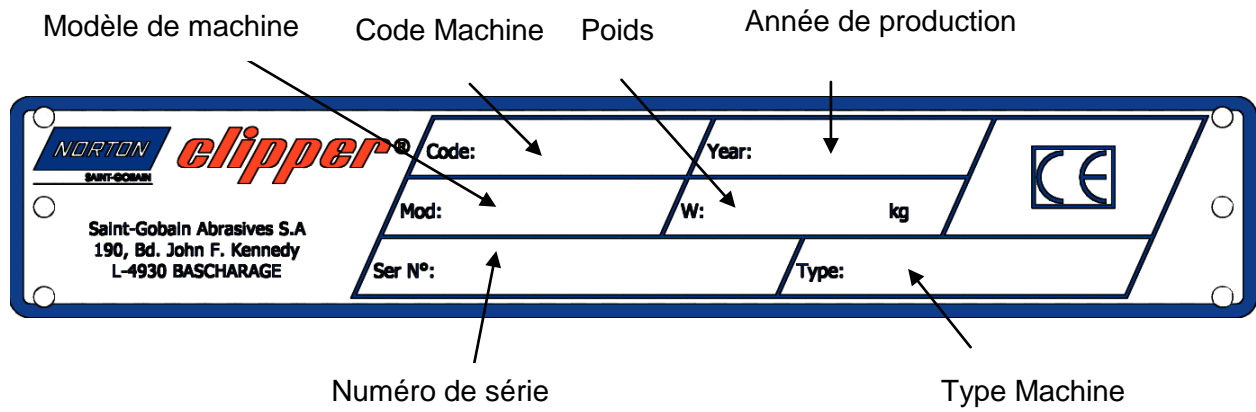 Modèle de machine Code Machine Poids Année de production
NORTON clipper®
SAINT-GOBAIN
Code: Year:
CE
Mod: W: kg
Saint-Gobain Abrasives S.A
190, Bd. John F. Kennedy
L-4930 BASCHARAGE
Ser Nº: Type:
Numéro de série Type Machine